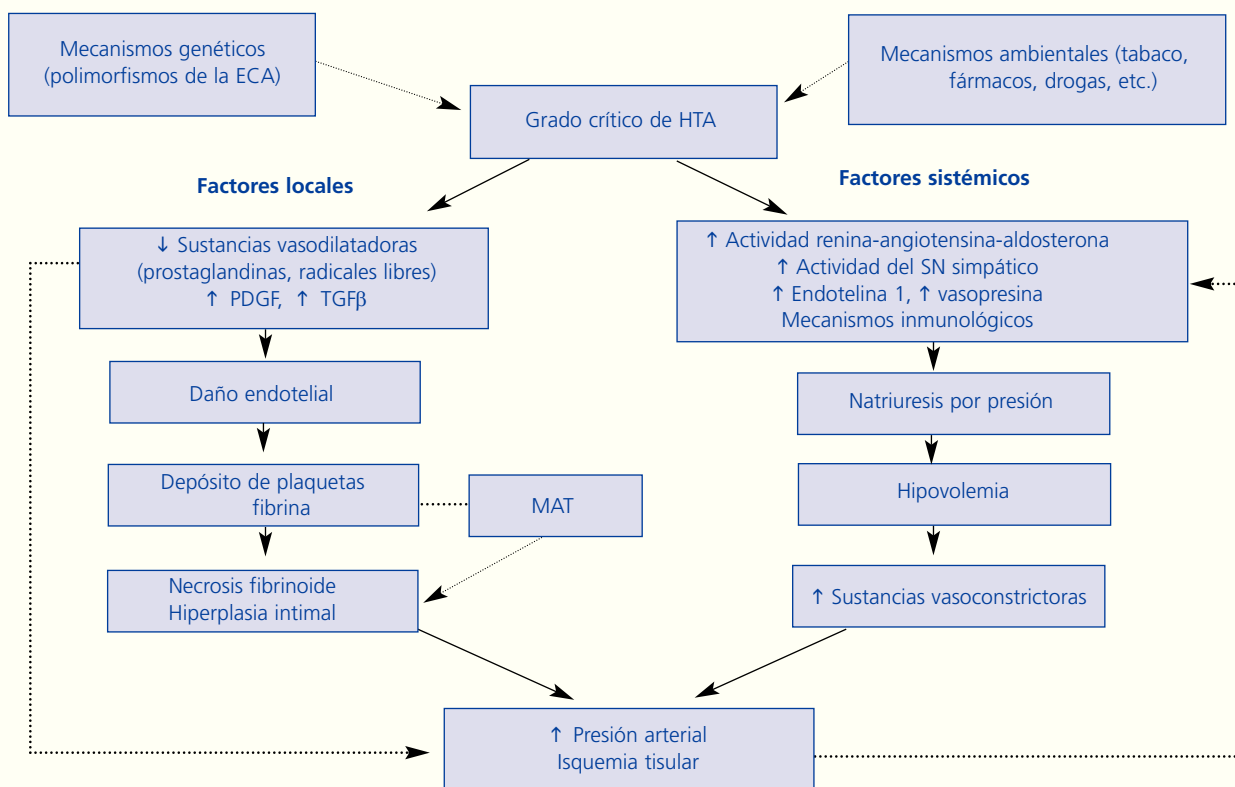 Mecanismos genéticos
(polimorfismos de la ECA)
Mecanismos ambientales (tabaco,
fármacos, drogas, etc.)
Grado crítico de HTA
Factores locales
Factores sistémicos
↓ Sustancias vasodilatadoras
(prostaglandinas, radicales libres)
↑ PDGF, ↑ TGFβ
↑ Actividad renina-angiotensina-aldosterona
↑ Actividad del SN simpático
↑ Endotelina 1, ↑ vasopresina
Mecanismos inmunológicos
Daño endotelial
Natriuresis por presión
Depósito de plaquetas
fibrina
MAT
Hipovolemia
Necrosis fibrinoide
Hiperplasia intimal
↑ Sustancias vasoconstrictoras
↑ Presión arterial
Isquemia tisular